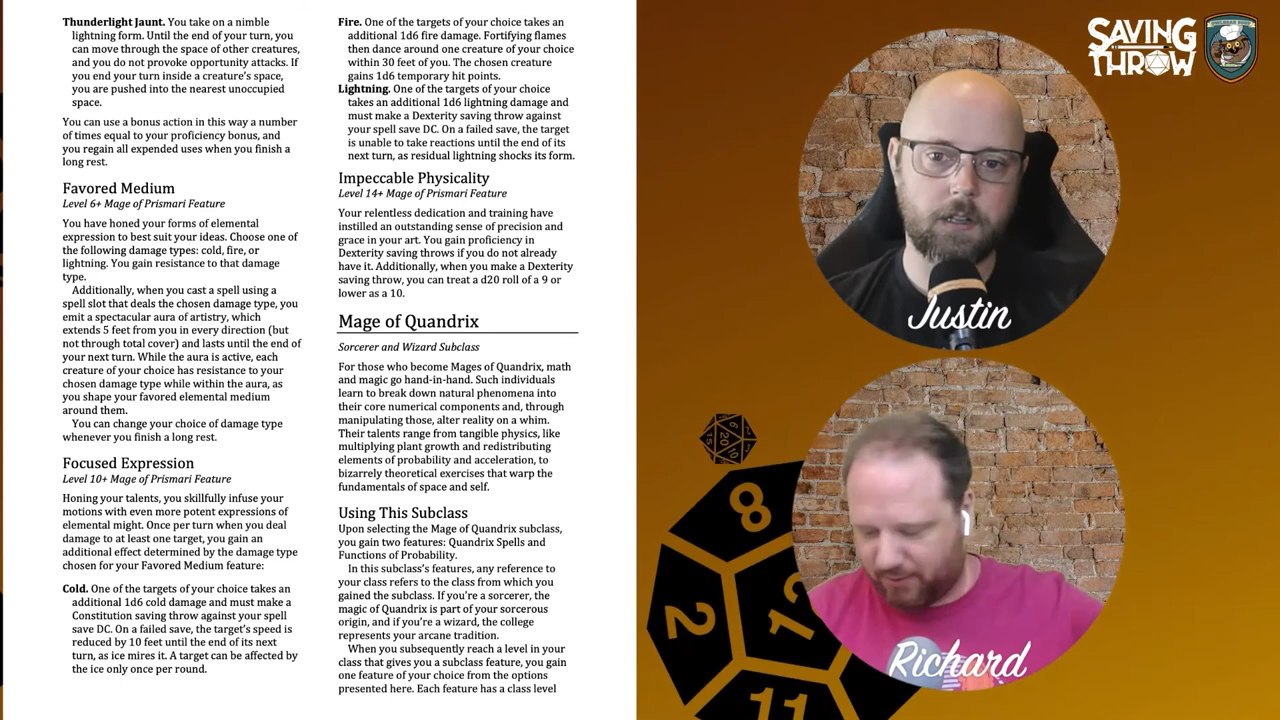 Thunderlight Jaunt. You take on a nimble
lightning form. Until the end of your turn, you
can move through the space of other creatures,
and you do not provoke opportunity attacks. If
you end your turn inside a creature's space,
you are pushed into the nearest unoccupied
space.
You can use a bonus action in this way a number
of times equal to your proficiency bonus, and
you regain all expended uses when you finish a
long rest.
Favored Medium
Level 6+ Mage of Prismari Feature
You have honed your forms of elemental
expression to best suit your ideas. Choose one of
the following damage types: cold, fire, or
lightning. You gain resistance to that damage
type.
Additionally, when you cast a spell using a
spell slot that deals the chosen damage type, you
emit a spectacular aura of artistry, which
extends 5 feet from you in every direction (but
not through total cover) and lasts until the end of
your next turn. While the aura is active, each
creature of your choice has resistance to your
chosen damage type while within the aura, as
you shape your favored elemental medium
around them.
You can change your choice of damage type
whenever you finish a long rest.
Focused Expression
Level 10+ Mage of Prismari Feature
Honing your talents, you skillfully infuse your
motions with even more potent expressions of
elemental might. Once per turn when you deal
damage to at least one target, you gain an
additional effect determined by the damage type
chosen for your Favored Medium feature:
Cold. One of the targets of your choice takes an
additional 1d6 cold damage and must make a
Constitution saving throw against your spell
save DC. On a failed save, the target's speed is
reduced by 10 feet until the end of its next
turn, as ice mires it. A target can be affected by
the ice only once per round.
Fire. One of the targets of your choice takes an
additional 1d6 fire damage. Fortifying flames
then dance around one creature of your choice
within 30 feet of you. The chosen creature
gains 1d6 temporary hit points.
Lightning. One of the targets of your choice
takes an additional 1d6 lightning damage and
must make a Dexterity saving throw against
your spell save DC. On a failed save, the target
is unable to take reactions until the end of its
next turn, as residual lightning shocks its form.
Impeccable Physicality
Level 14+ Mage of Prismari Feature
Your relentless dedication and training have
instilled an outstanding sense of precision and
grace in your art. You gain proficiency in
Dexterity saving throws if you do not already
have it. Additionally, when you make a Dexterity
saving throw, you can treat a d20 roll of a 9 or
lower as a 10.
Mage of Quandrix
Sorcerer and Wizard Subclass
For those who become Mages of Quandrix, math
and magic go hand-in-hand. Such individuals
learn to break down natural phenomena into
their core numerical components and, through
manipulating those, alter reality on a whim.
Their talents range from tangible physics, like
multiplying plant growth and redistributing
elements of probability and acceleration, to
bizarrely theoretical exercises that warp the
fundamentals of space and self.
Using This Subclass
Upon selecting the Mage of Quandrix subclass,
you gain two features: Quandrix Spells and
Functions of Probability.
In this subclass's features, any reference to
your class refers to the class from which you
gained the subclass. If you're a sorcerer, the
magic of Quandrix is part of your sorcerous
origin, and if you're a wizard, the college
represents your arcane tradition.
When you subsequently reach a level in your
class that gives you a subclass feature, you gain
one feature of your choice from the options
presented here. Each feature has a class level
SAVING
THROW
Justin
Richard
20
8
2
12
11